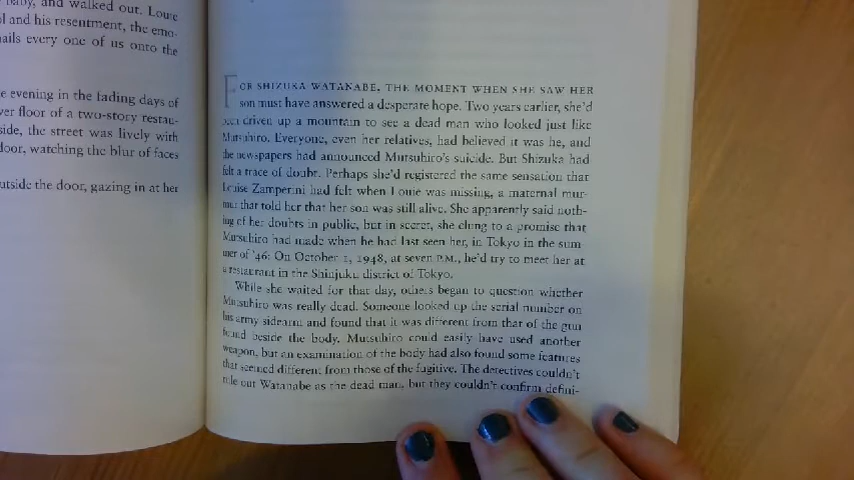 baby, and walked out. Louie
and his resentment, the emo-
nails every one of us onto the
evening in the fading days of
floor of a two-story restau-
side, the street was lively with
door, watching the blur of faces
outside the door, gazing in at her
FOR SHIZUKA WATANABE, THE MOMENT WHEN SHE SAW HER
son must have answered a desperate hope. Two years earlier, she'd
been driven up a mountain to see a dead man who looked just like
Mutsuhiro. Everyone, even her relatives, had believed it was he, and
the newspapers had announced Mutsuhiro's suicide. But Shizuka had
felt a trace of doubt. Perhaps she'd registered the same sensation that
Louise Zamperini had felt when Louie was missing, a maternal mur-
mur that told her that her son was still alive. She apparently said noth-
ing of her doubts in public, but in secret, she clung to a promise that
Mutsuhiro had made when he had last seen her, in Tokyo in the sum-
mer of '46: On October 1, 1948, at seven P.M., he'd try to meet her at
a restaurant in the Shinjuku district of Tokyo.
While she waited for that day, others began to question whether
Mutsuhiro was really dead. Someone looked up the serial number on
his army sidearm and found that it was different from that of the gun
found beside the body. Mutsuhiro could easily have used another
weapon, but an examination of the body had also found some features
that seemed different from those of the fugitive. The detectives couldn't
rule out Watanabe as the dead man, but they couldn't confirm defini-